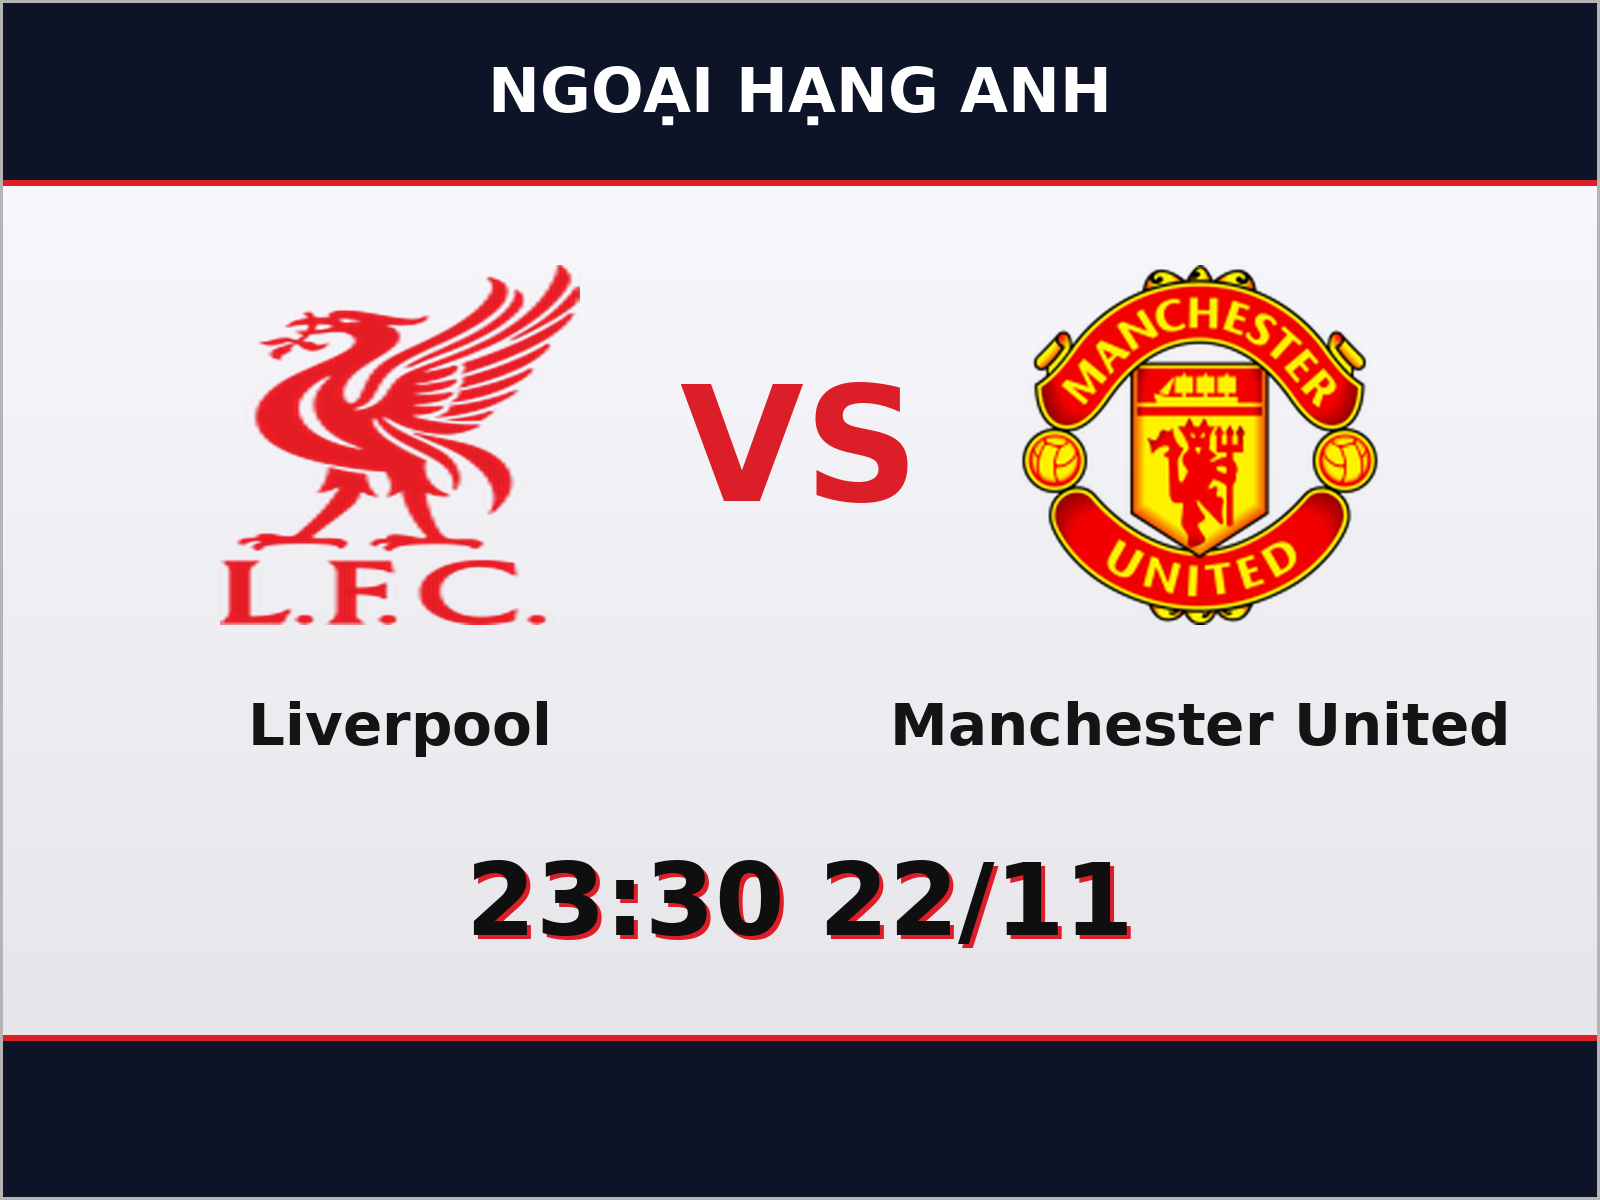 NGOẠI HẠNG ANH
L.F.C.
VS
MANCHESTER
UNITED
Liverpool
Manchester United
23:30 22/11